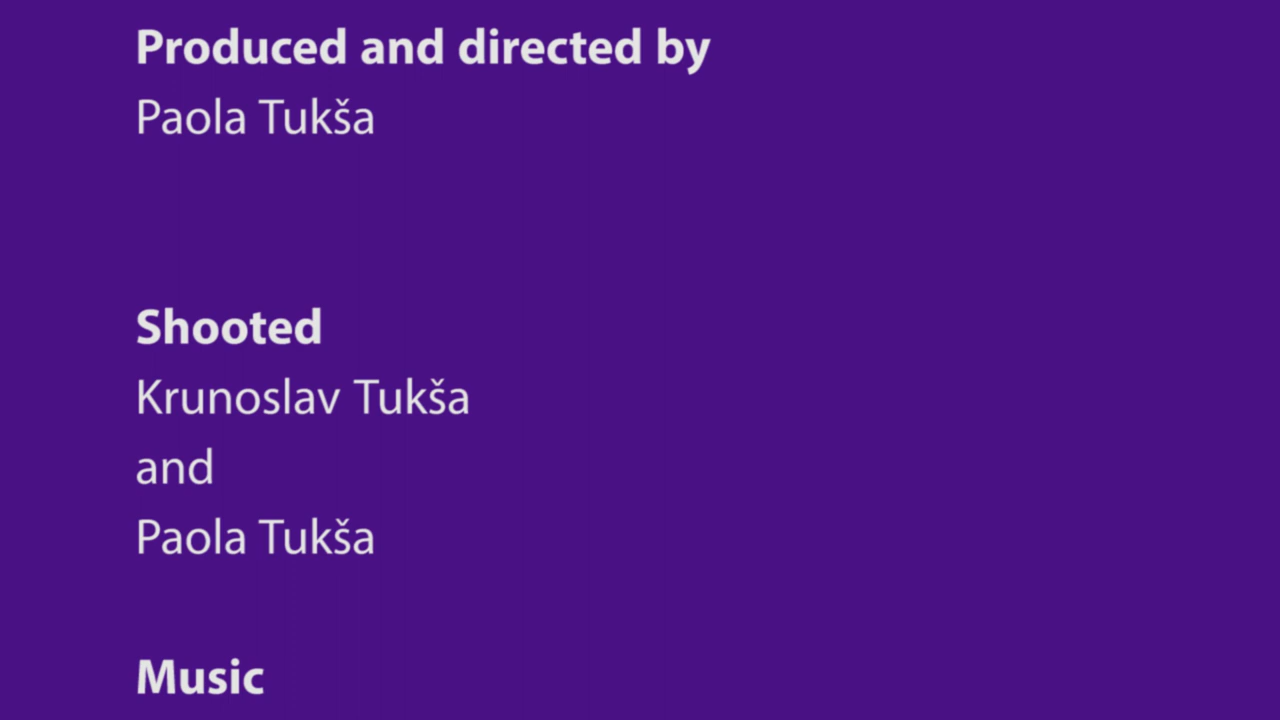 Produced and directed by
Paola Tukša
Shooted
Krunoslav Tukša
and
Paola Tukša
Music